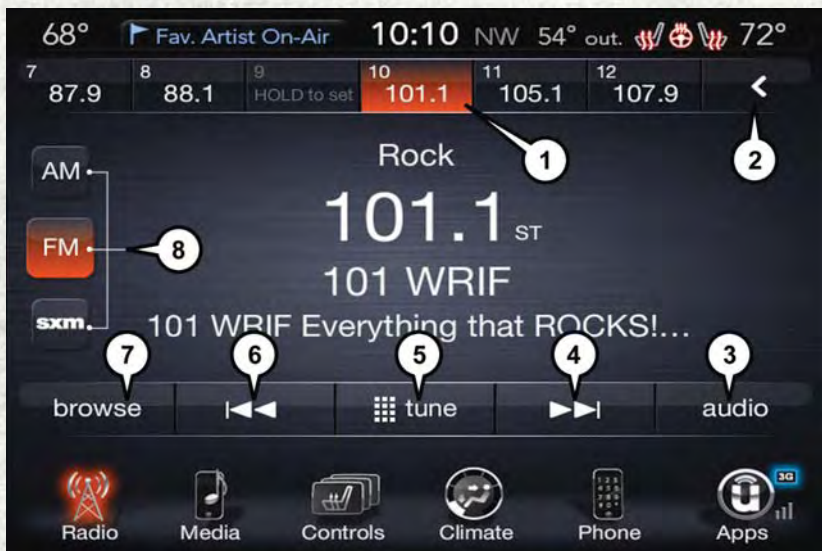 68° Fav. Artist On-Air 10:10 NW 54° out. 72°
7 8 9 10 11 12
87.9 88.1 HOLD to set 101.1 105.1 107.9
1 2
Rock
AM
101.1 ST
FM 8
101 WRIF
sxm
101 WRIF Everything that ROCKS!...
7 6 5 4 3
browse tune audio
3G
Radio Media Controls Climate Phone Apps